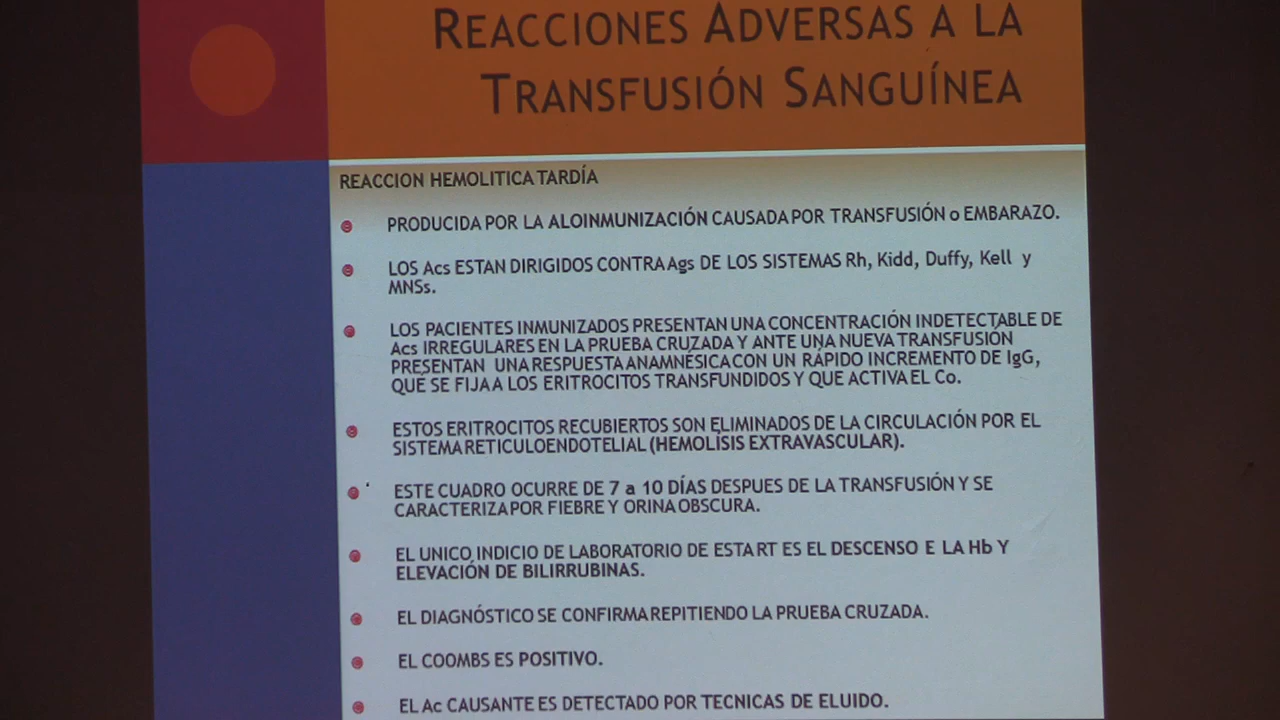 REACCIONES ADVERSAS A LA
TRANSFUSIÓN SANGUÍNEA
REACCION HEMOLITICA TARDÍA
PRODUCIDA POR LA ALOINMUNIZACIÓN CAUSADA POR TRANSFUSIÓN o EMBARAZO.
LOS Acs ESTAN DIRIGIDOS CONTRA Ags DE LOS SISTEMAS Rh, Kidd, Duffy, Kell y
MNSs.
LOS PACIENTES INMUNIZADOS PRESENTAN UNA CONCENTRACIÓN INDETECTABLE DE
Acs IRREGULARES EN LA PRUEBA CRUZADA Y ANTE UNA NUEVA TRANSFUSIÓN
PRESENTAN UNA RESPUESTA ANAMNÉSICA CON UN RÁPIDO INCREMENTO DE IgG,
QUE SE FIJA A LOS ERITROCITOS TRANSFUNDIDOS Y QUE ACTIVA EL Co.
ESTOS ERITROCITOS RECUBIERTOS SON ELIMINADOS DE LA CIRCULACIÓN POR EL
SISTEMA RETICULOENDOTELIAL (HEMOLÍSIS EXTRAVASCULAR).
ESTE CUADRO OCURRE DE 7 a 10 DÍAS DESPUES DE LA TRANSFUSIÓN Y SE
CARACTERIZA POR FIEBRE Y ORINA OBSCURA.
EL UNICO INDICIO DE LABORATORIO DE ESTA RT ES EL DESCENSO E LA Hb Y
ELEVACIÓN DE BILIRRUBINAS.
EL DIAGNÓSTICO SE CONFIRMA REPITIENDO LA PRUEBA CRUZADA.
EL COOMBS ES POSITIVO.
EL Ac CAUSANTE ES DETECTADO POR TECNICAS DE ELUIDO.